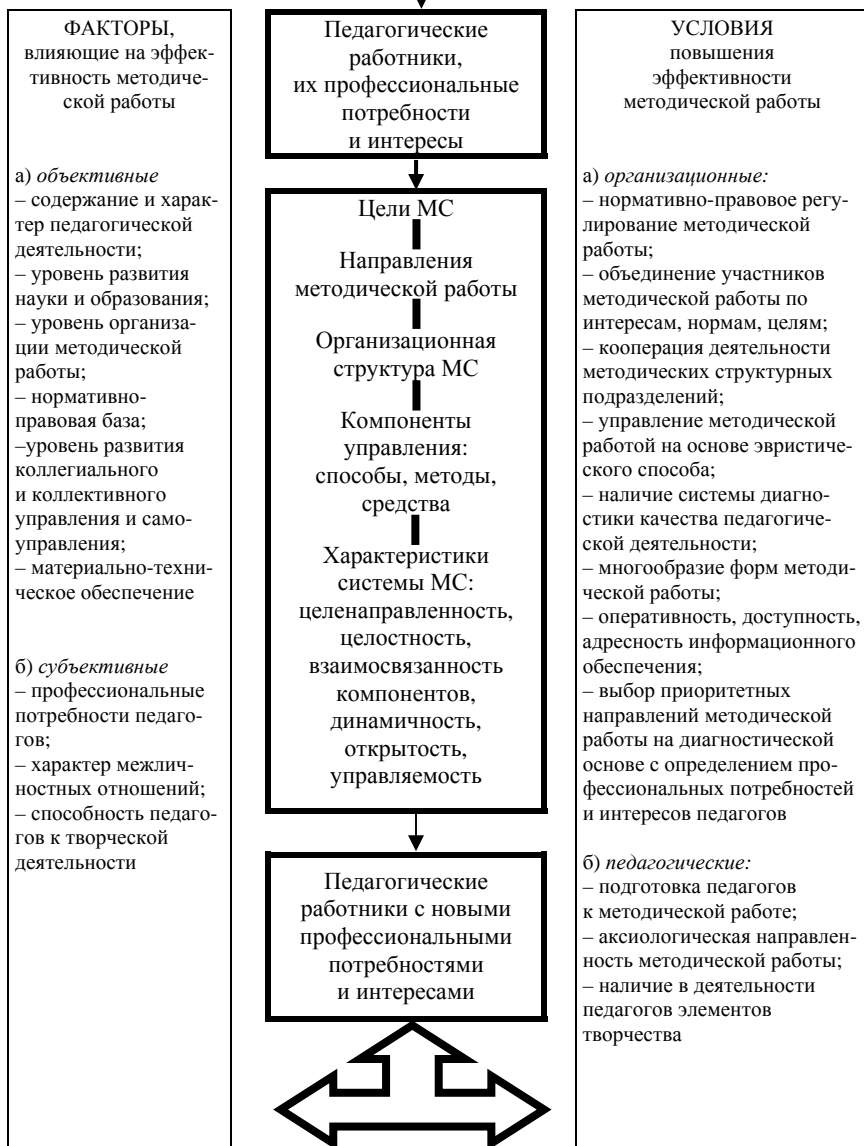 ФАКТОРЫ,
влияющие на эффек-
тивность методиче-
ской работы
а) объективные
– содержание и харак-
тер педагогической
деятельности;
– уровень развития
науки и образования;
– уровень организа-
ции методической
работы;
– нормативно-
правовая база;
–уровень развития
коллегиального
и коллективного
управления и само-
управления;
– материально-техни-
ческое обеспечение
б) субъективные
– профессиональные
потребности педаго-
гов;
– характер межлич-
ностных отношений;
– способность педаго-
гов к творческой
деятельности
Педагогические
работники,
их профессиональные
потребности
и интересы
Цели МС
Направления
методической работы
Организационная
структура МС
Компоненты
управления:
способы, методы,
средства
Характеристики
системы МС:
целенаправленность,
целостность,
взаимосвязанность
компонентов,
динамичность,
открытость,
управляемость
Педагогические
работники с новыми
профессиональными
потребностями
и интересами
УСЛОВИЯ
повышения
эффективности
методической работы
а) организационные:
– нормативно-правовое регу-
лирование методической
работы;
– объединение участников
методической работы по
интересам, нормам, целям;
– кооперация деятельности
методических структурных
подразделений;
– управление методической
работой на основе эвристиче-
ского способа;
– наличие системы диагно-
стики качества педагогиче-
ской деятельности;
– многообразие форм методи-
ческой работы;
– оперативность, доступность,
адресность информационного
обеспечения;
– выбор приоритетных
направлений методической
работы на диагностической
основе с определением про-
фессиональных потребностей
и интересов педагогов
б) педагогические:
– подготовка педагогов
к методической работе;
– аксиологическая направлен-
ность методической работы;
– наличие в деятельности
педагогов элементов
творчества